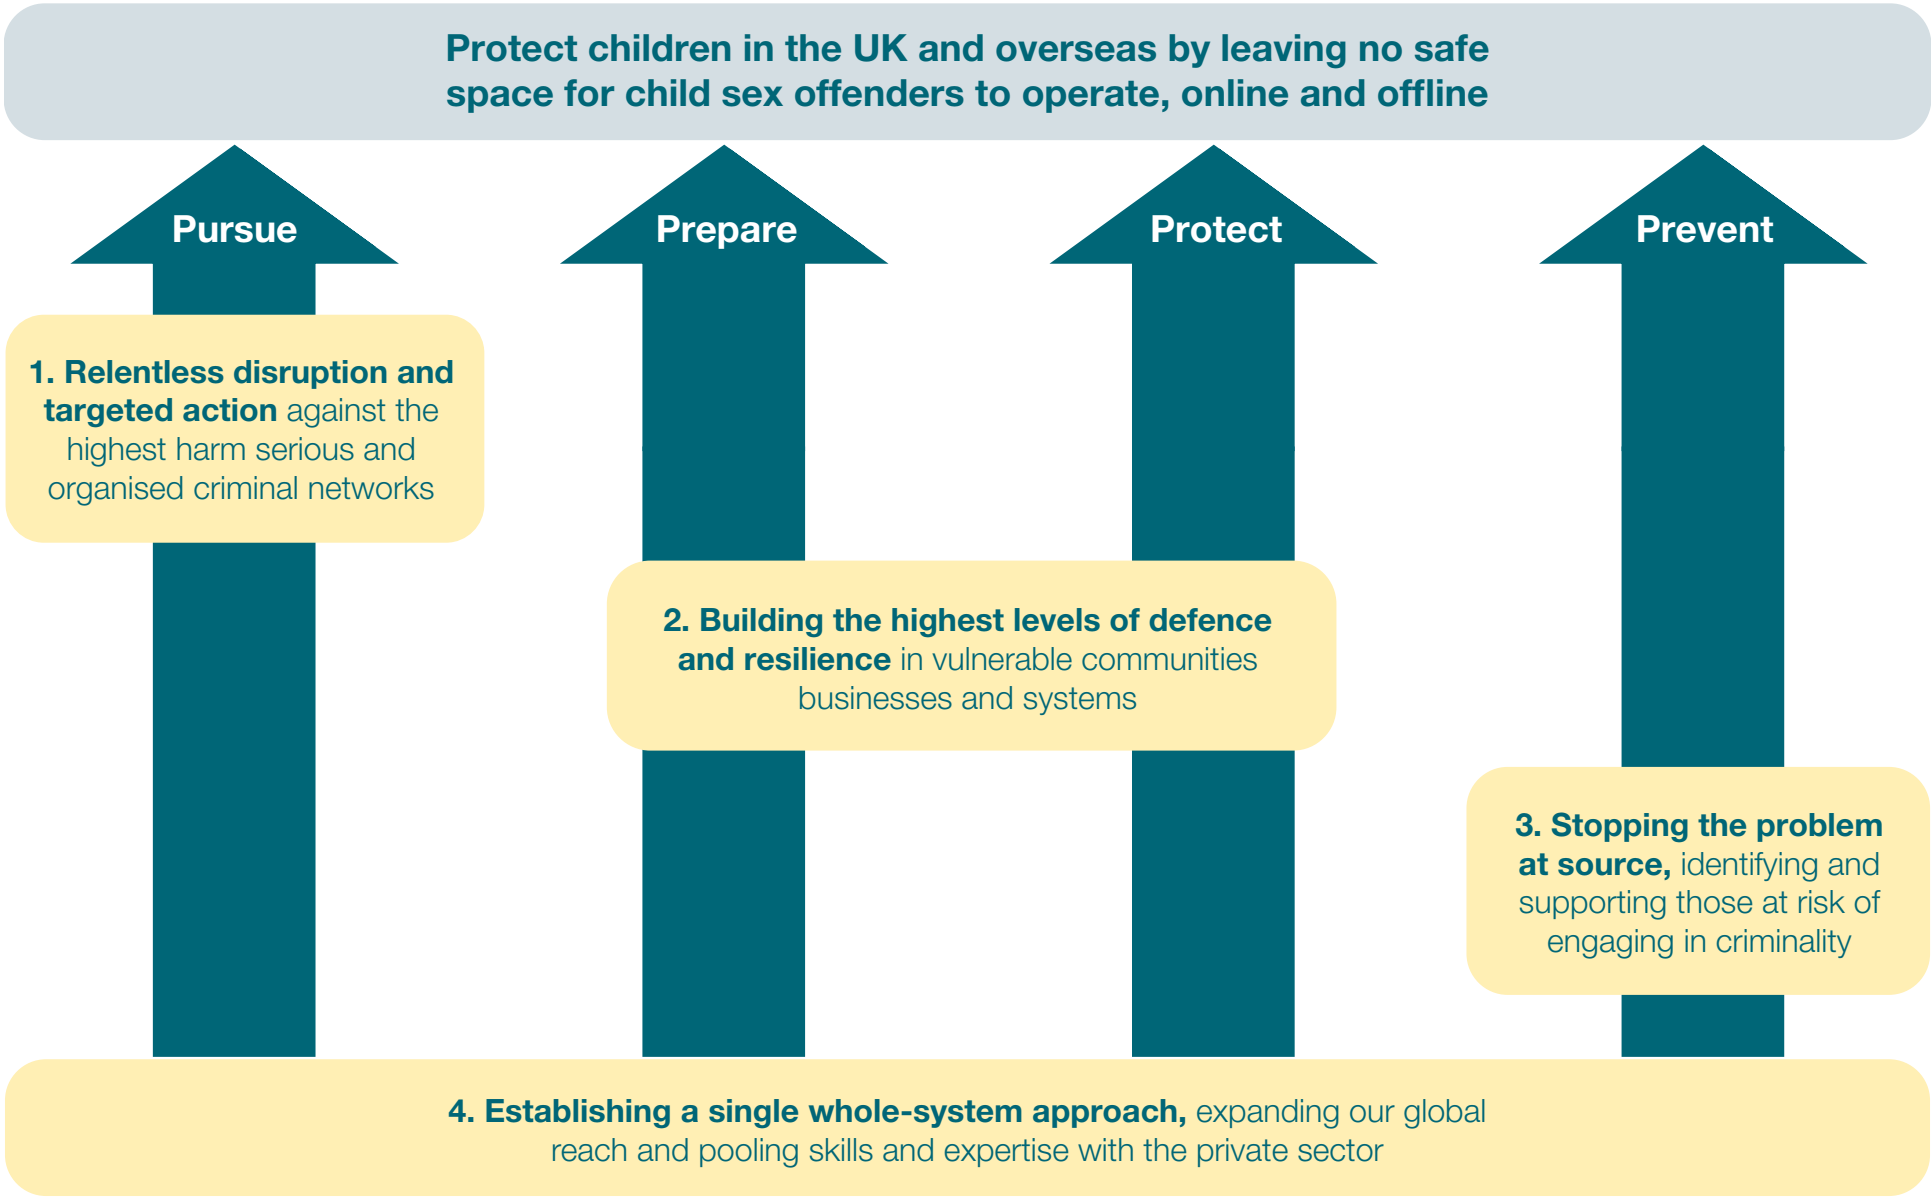 Protect children in the UK and overseas by leaving no safe
space for child sex offenders to operate, online and offline
Pursue
Prepare
Protect
Prevent
1. Relentless disruption and
targeted action against the
highest harm serious and
organised criminal networks
2. Building the highest levels of defence
and resilience in vulnerable communities
businesses and systems
3. Stopping the problem
at source, identifying and
supporting those at risk of
engaging in criminality
4. Establishing a single whole-system approach, expanding our global
reach and pooling skills and expertise with the private sector